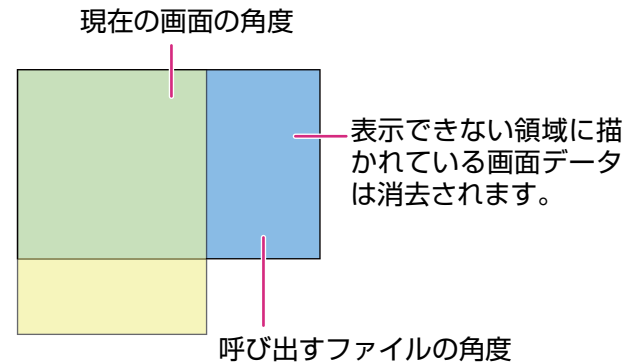 現在の画面の角度
表示できない領域に描
かれている画面データ
は消去されます。
呼び出すファイルの角度